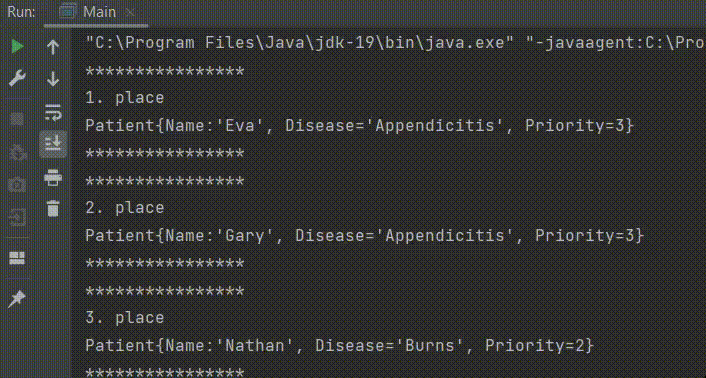 Run: Main
"C:\Program Files\Java\jdk-19\bin\java.exe" "-javaagent:C:\Pro
****************
1. place
Patient{Name:'Eva', Disease='Appendicitis', Priority=3}
****************
****************
2. place
Patient{Name:'Gary', Disease='Appendicitis', Priority=3}
****************
****************
3. place
Patient{Name:'Nathan', Disease='Burns', Priority=2}
****************